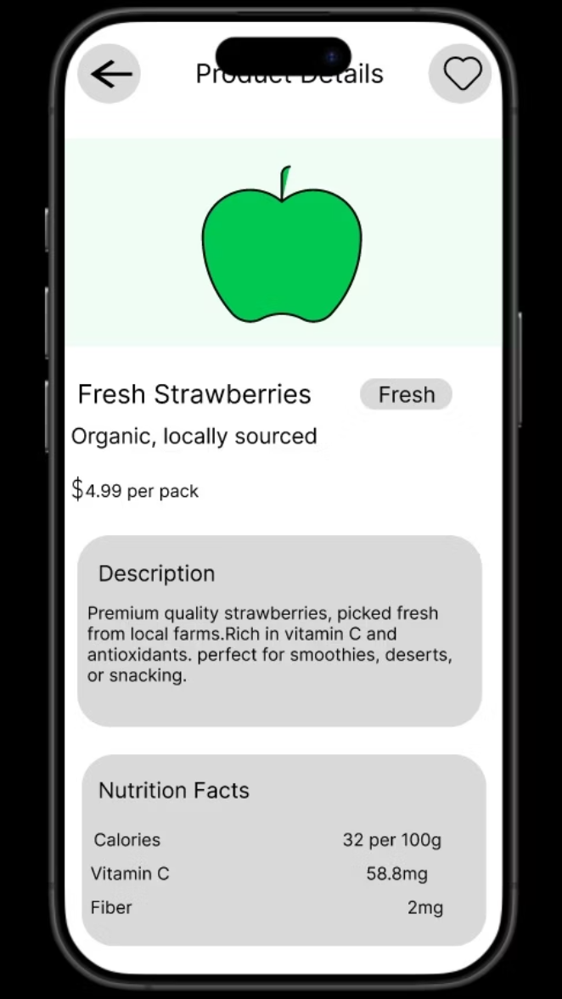 Product Details
Fresh Strawberries
Fresh
Organic, locally sourced
$4.99 per pack
Description
Premium quality strawberries, picked fresh
from local farms.Rich in vitamin C and
antioxidants. perfect for smoothies, deserts,
or snacking.
Nutrition Facts
Calories 32 per 100g
Vitamin C 58.8mg
Fiber 2mg